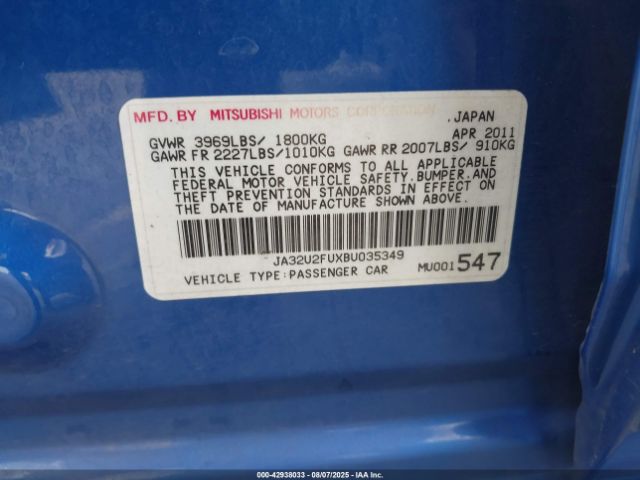 MFD. BY MITSUBISHI MOTORS CORPORATION, JAPAN
GVWR 3969LBS/ 1800KG APR 2011
GAWR FR 2227LBS/1010KG GAWR RR 2007LBS/ 910KG
THIS VEHICLE CONFORMS TO ALL APPLICABLE
FEDERAL MOTOR VEHICLE SAFETY,BUMPER,AND
THEFT PREVENTION STANDARDS IN EFFECT ON
THE DATE OF MANUFACTURE SHOWN ABOVE.
JA32U2FUXBU035349
VEHICLE TYPE:PASSENGER CAR MU001547
000-42938033 - 08/07/2025 - IAA Inc.